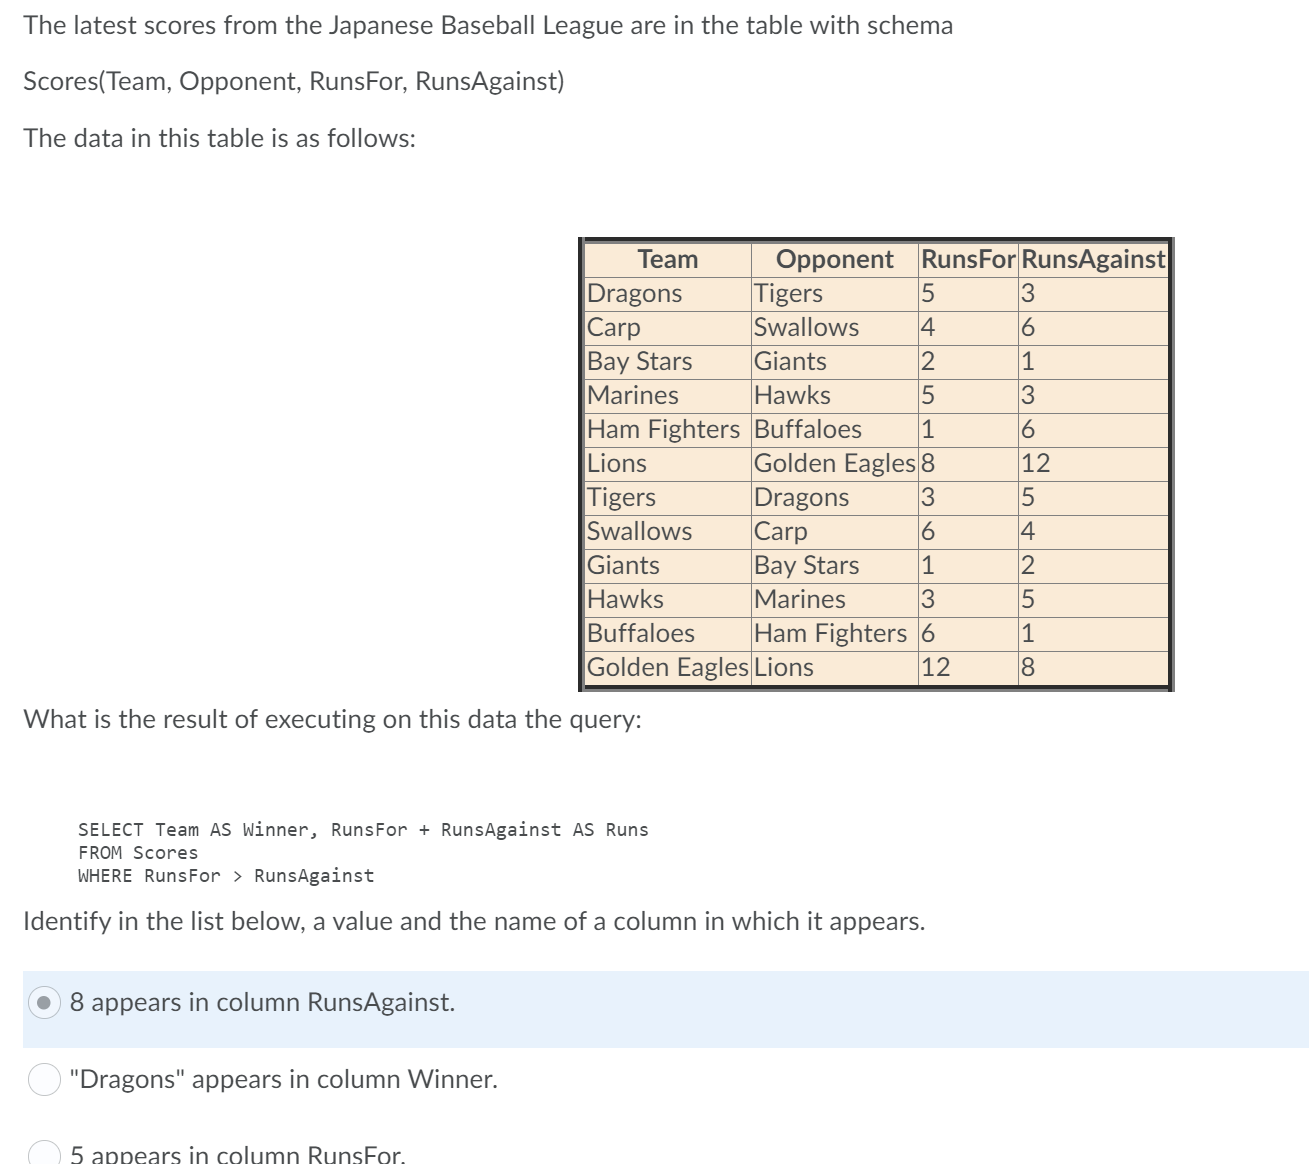 The latest scores from the Japanese Baseball League are in the table with schema
Scores(Team, Opponent, RunsFor, RunsAgainst)
The data in this table is as follows:
Team Opponent RunsFor RunsAgainst
Dragons Tigers 5 3
Carp Swallows 4 6
Bay Stars Giants 2 1
Marines Hawks 5 3
Ham Fighters Buffaloes 1 6
Lions Golden Eagles 8 12
Tigers Dragons 3 5
Swallows Carp 6 4
Giants Bay Stars 1 2
Hawks Marines 3 5
Buffaloes Ham Fighters 6 1
Golden Eagles Lions 12 8
What is the result of executing on this data the query:
SELECT Team AS Winner, RunsFor + RunsAgainst AS Runs
FROM Scores
WHERE RunsFor > RunsAgainst
Identify in the list below, a value and the name of a column in which it appears.
8 appears in column RunsAgainst.
"Dragons" appears in column Winner.
5 appears in column RunsFor.